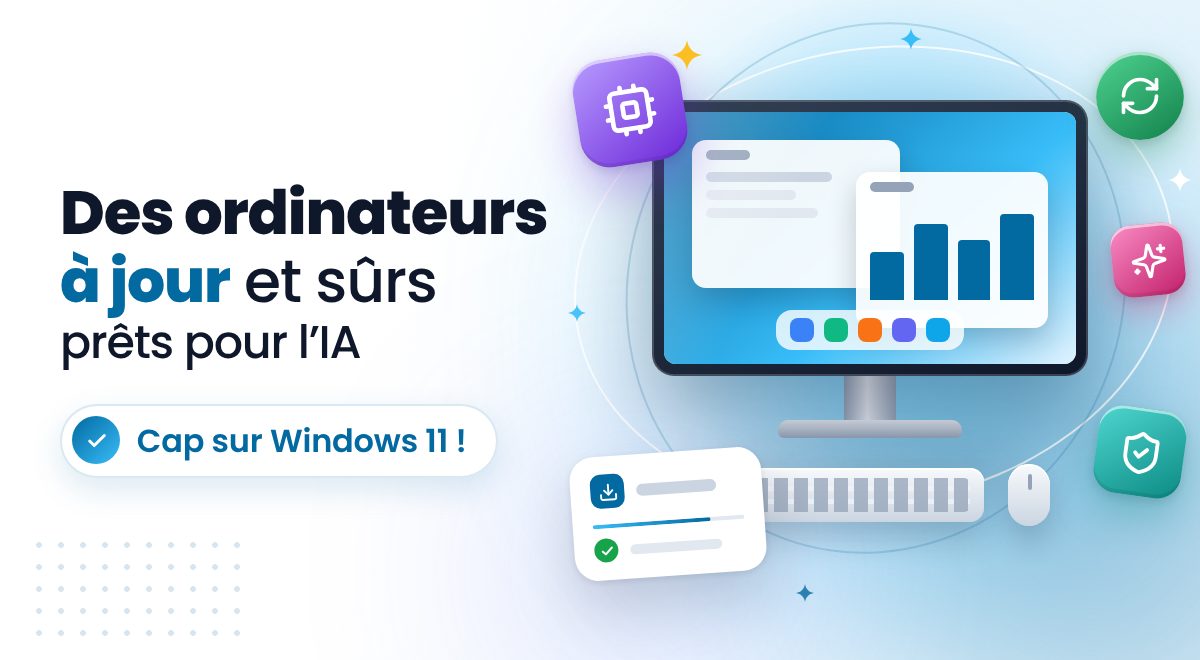 Des ordinateurs
à jour et sûrs
prêts pour l’IA
Cap sur Windows 11 !